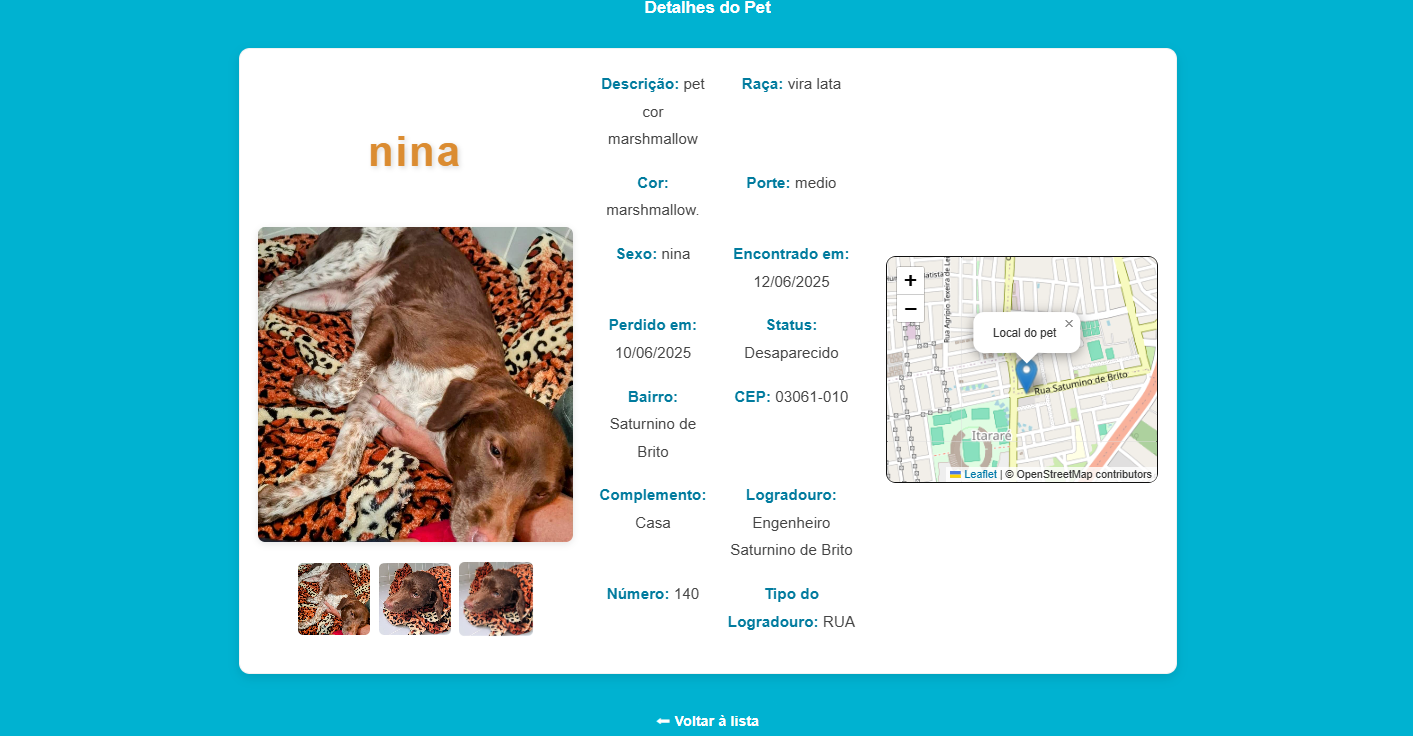 Detalhes do Pet
nina
Descrição: pet
cor
marshmallow
Raça: vira lata
Cor:
marshmallow.
Porte: medio
Sexo: nina
Encontrado em:
12/06/2025
Perdido em:
10/06/2025
Status:
Desaparecido
Bairro:
Saturnino de
Brito
CEP: 03061-010
Complemento:
Casa
Logradouro:
Engenheiro
Saturnino de Brito
Número: 140
Tipo do
Logradouro: RUA
+
−
Local do pet
×
Rua Saturnino de Brito
Itararé
Leaflet | © OpenStreetMap contributors
⬅ Voltar à lista